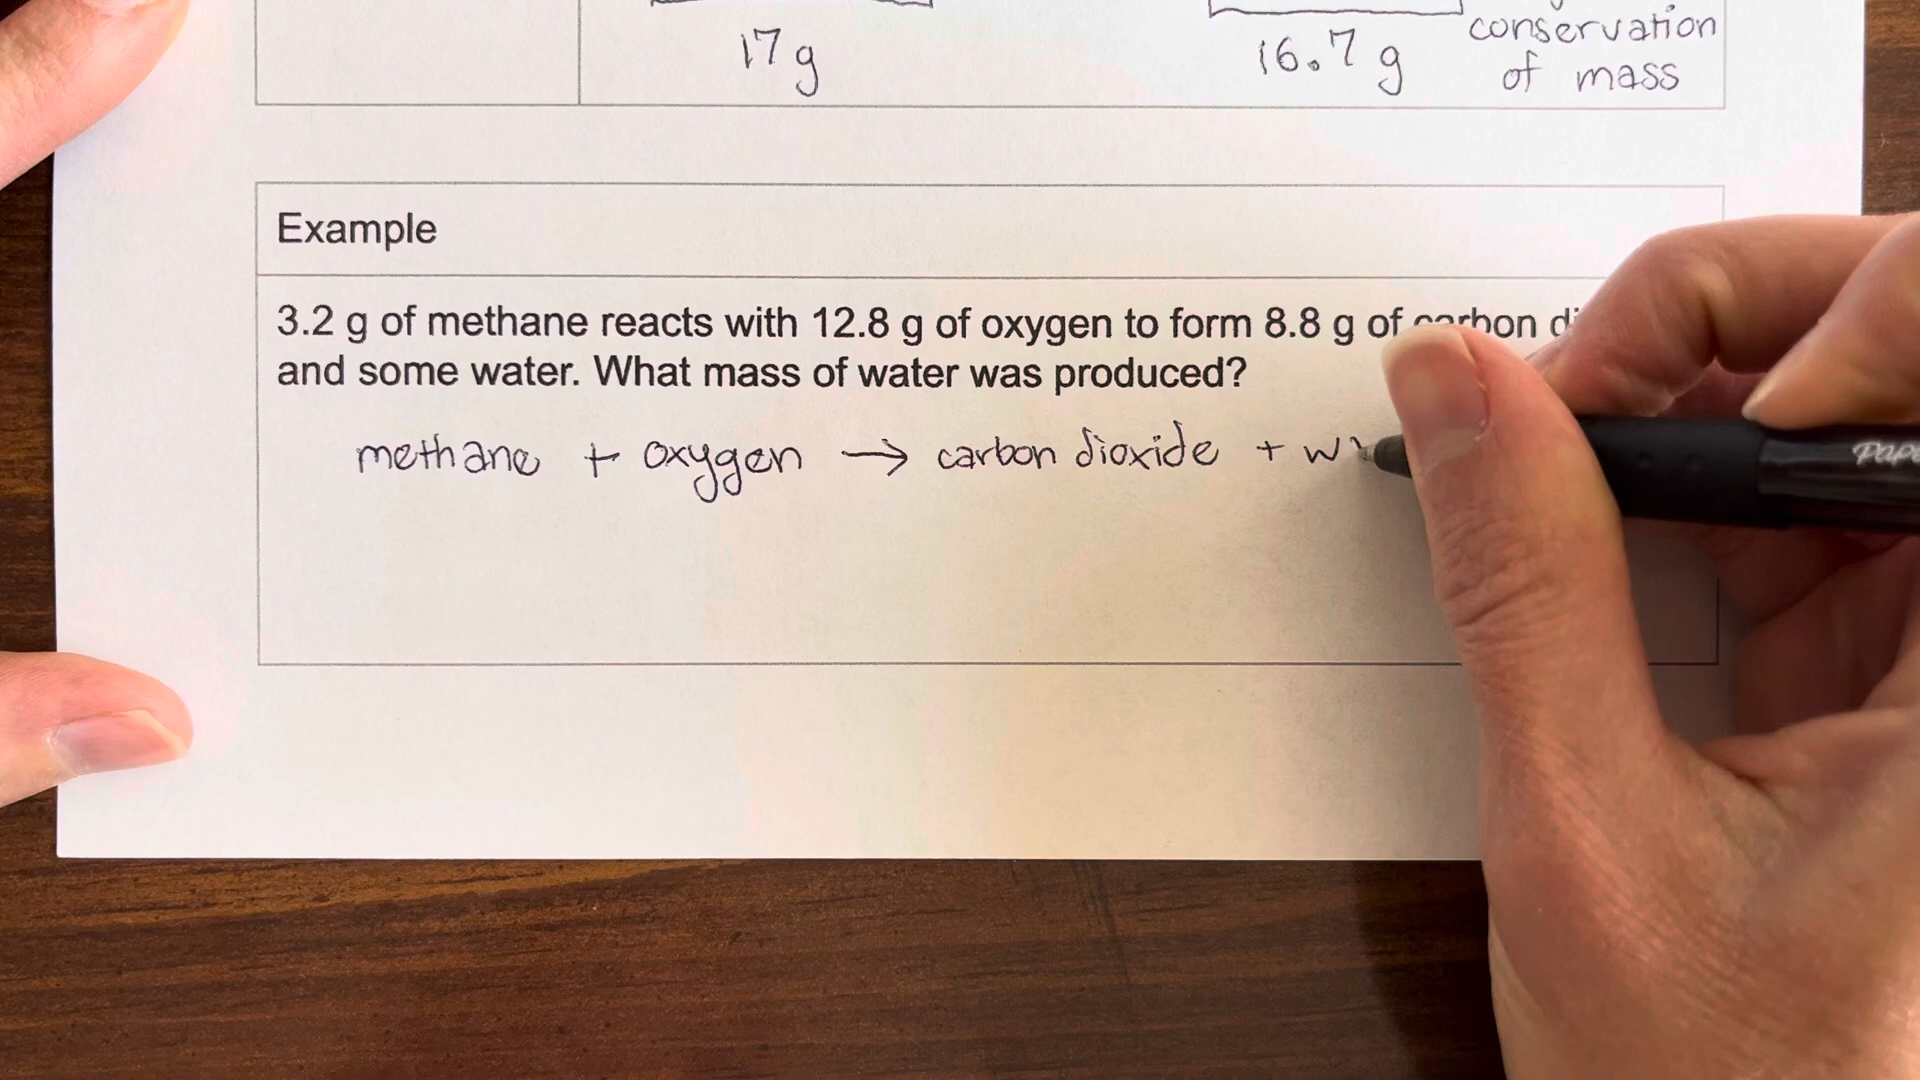 17 g
16.7 g
conservation
of mass
Example
3.2 g of methane reacts with 12.8 g of oxygen to form 8.8 g of carbon
and some water. What mass of water was produced?
methane + oxygen → carbon dioxide + w